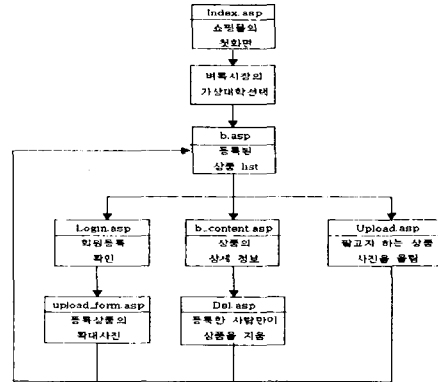 Index.asp
쇼핑몰의
첫화면
벼룩시장의
가상대학선택
b.asp
등록된
상품 list
Login.asp
회원등록
확인
b_content.asp
상품의
상세 정보
Upload.asp
팔고자 하는 상품
사진을 올림
upload_form.asp
등록상품의
확대사진
Del.asp
등록한 사람만이
상품을 지움